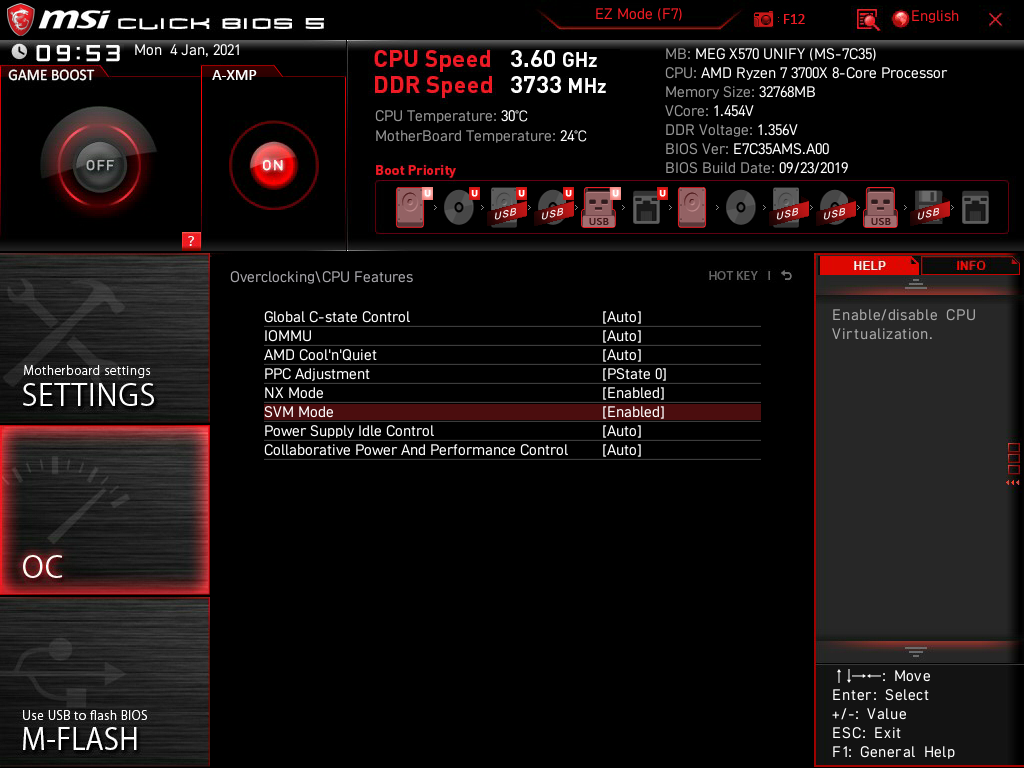 msi CLICK BIOS 5
EZ Mode (F7)
: F12
English
09:53 Mon 4 Jan, 2021
GAME BOOST
OFF
A-XMP
ON
?
CPU Speed 3.60 GHz
DDR Speed 3733 MHz
CPU Temperature: 30°C
MotherBoard Temperature: 24°C
MB: MEG X570 UNIFY (MS-7C35)
CPU: AMD Ryzen 7 3700X 8-Core Processor
Memory Size: 32768MB
VCore: 1.454V
DDR Voltage: 1.356V
BIOS Ver: E7C35AMS.A00
BIOS Build Date: 09/23/2019
Boot Priority
U U U U U U
USB USB USB USB USB USB USB
Motherboard settings
SETTINGS
OC
Use USB to flash BIOS
M-FLASH
Overclocking\CPU Features
HOT KEY |
Global C-state Control [Auto]
IOMMU [Auto]
AMD Cool'n'Quiet [Auto]
PPC Adjustment [PState 0]
NX Mode [Enabled]
SVM Mode [Enabled]
Power Supply Idle Control [Auto]
Collaborative Power And Performance Control [Auto]
HELP
INFO
Enable/disable CPU
Virtualization.
↑↓→←: Move
Enter: Select
+/-: Value
ESC: Exit
F1: General Help